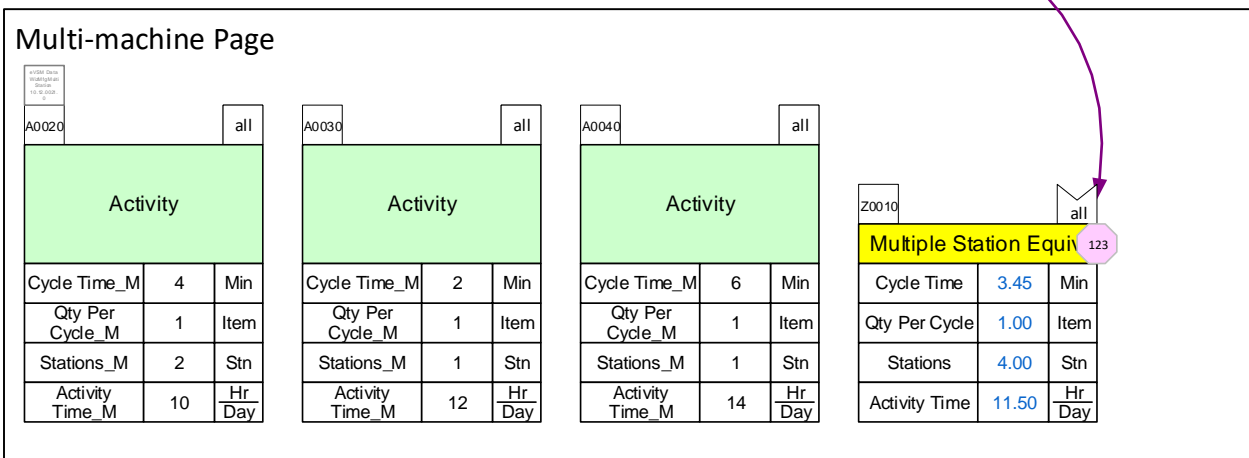 Multi-machine Page
eVSM Data
A0020
all
A0030
all
A0040
all
Activity
Activity
Activity
Z0010
all
Multiple Station Equiv
123
Cycle Time_M 4 Min
Cycle Time_M 2 Min
Cycle Time_M 6 Min
Cycle Time 3.45 Min
Qty Per
Cycle_M 1 Item
Qty Per
Cycle_M 1 Item
Qty Per
Cycle_M 1 Item
Qty Per Cycle 1.00 Item
Stations_M 2 Stn
Stations_M 1 Stn
Stations_M 1 Stn
Stations 4.00 Stn
Activity
Time_M 10 Hr
Day
Activity
Time_M 12 Hr
Day
Activity
Time_M 14 Hr
Day
Activity Time 11.50 Hr
Day